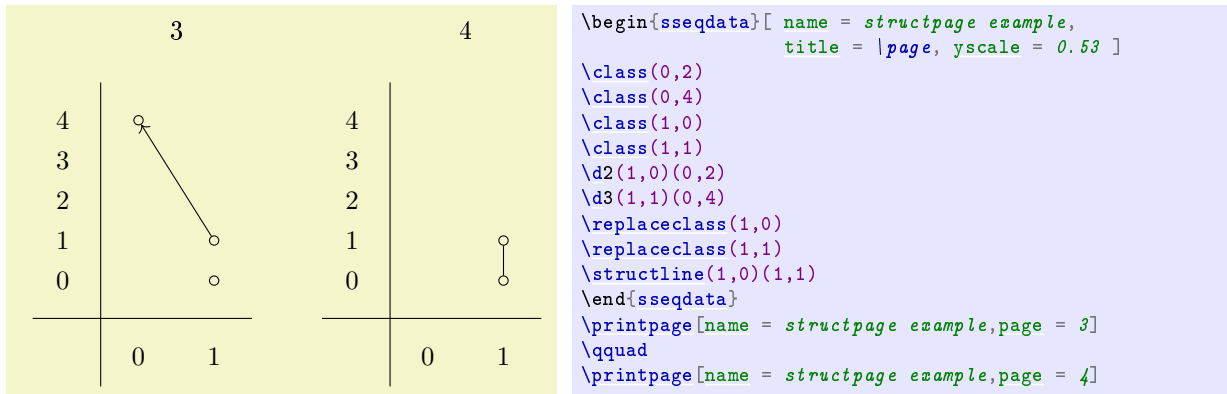 3
4
4
3
2
1
0
0 1
4
3
2
1
0
0 1
\begin{sseqdata}[ name = structpage example,
title = \page, yscale = 0.53 ]
\class(0,2)
\class(0,4)
\class(1,0)
\class(1,1)
\d2(1,0)(0,2)
\d3(1,1)(0,4)
\replaceclass(1,0)
\replaceclass(1,1)
\structline(1,0)(1,1)
\end{sseqdata}
\printpage[name = structpage example,page = 3]
\qquad
\printpage[name = structpage example,page = 4]